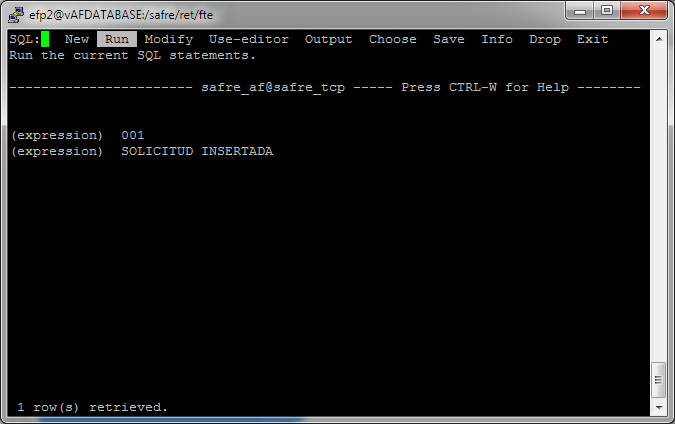 efp2@vAFDATABASE:/safre/ret/fte
SQL: New Run Modify Use-editor Output Choose Save Info Drop Exit
Run the current SQL statements.
----------------------- safre_af@safre_tcp ----- Press CTRL-W for Help --------
(expression) 001
(expression) SOLICITUD INSERTADA
1 row(s) retrieved.